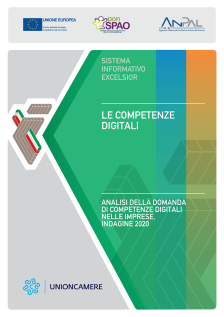 UNIONE EUROPEA
PON
SPAO
ANPAL
SISTEMA
INFORMATIVO
EXCELSIOR
LE COMPETENZE
DIGITALI
ANALISI DELLA DOMANDA
DI COMPETENZE DIGITALI
NELLE IMPRESE,
INDAGINE 2020
UNIONCAMERE